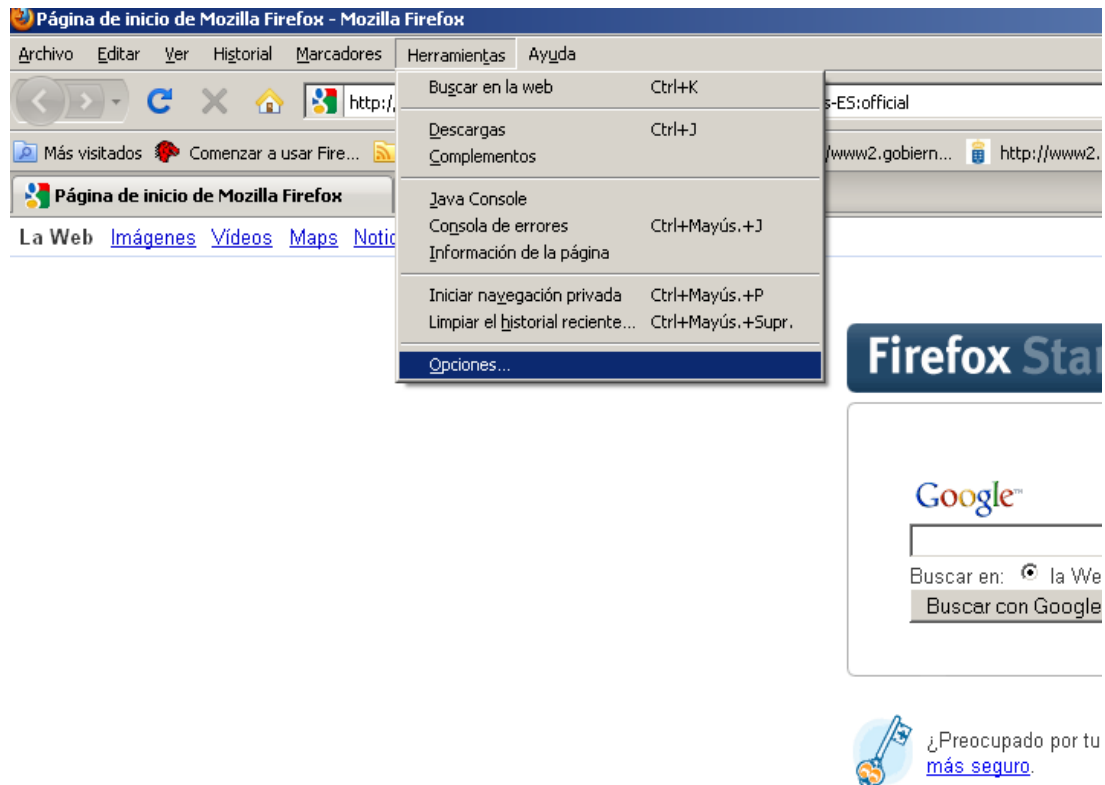 Página de inicio de Mozilla Firefox - Mozilla Firefox
Archivo Editar Ver Historial Marcadores Herramientas Ayuda
http:/ s-ES:official
Más visitados Comenzar a usar Fire... /www2.gobiern... http://www2.
Página de inicio de Mozilla Firefox
La Web Imágenes Vídeos Maps Notic
Buscar en la web Ctrl+K
Descargas Ctrl+J
Complementos
Java Console
Consola de errores Ctrl+Mayús.+J
Información de la página
Iniciar navegación privada Ctrl+Mayús.+P
Limpiar el historial reciente... Ctrl+Mayús.+Supr.
Opciones...
Firefox Star
Google™
Buscar en: la We
Buscar con Google
¿Preocupado por tu
más seguro.